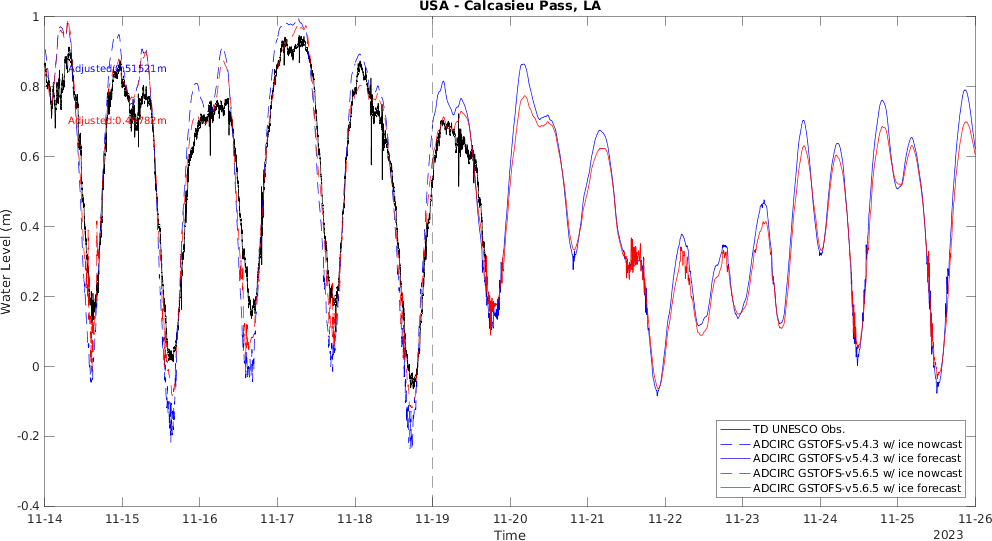 USA - Calcasieu Pass, LA
1
0.8
0.6
0.4
0.2
0
-0.2
-0.4
Water Level (m)
11-14 11-15 11-16 11-17 11-18 11-19 11-20 11-21 11-22 11-23 11-24 11-25 11-26
Time
2023
TD UNESCO Obs.
ADCIRC GSTOFS-v5.4.3 w/ ice nowcast
ADCIRC GSTOFS-v5.4.3 w/ ice forecast
ADCIRC GSTOFS-v5.6.5 w/ ice nowcast
ADCIRC GSTOFS-v5.6.5 w/ ice forecast